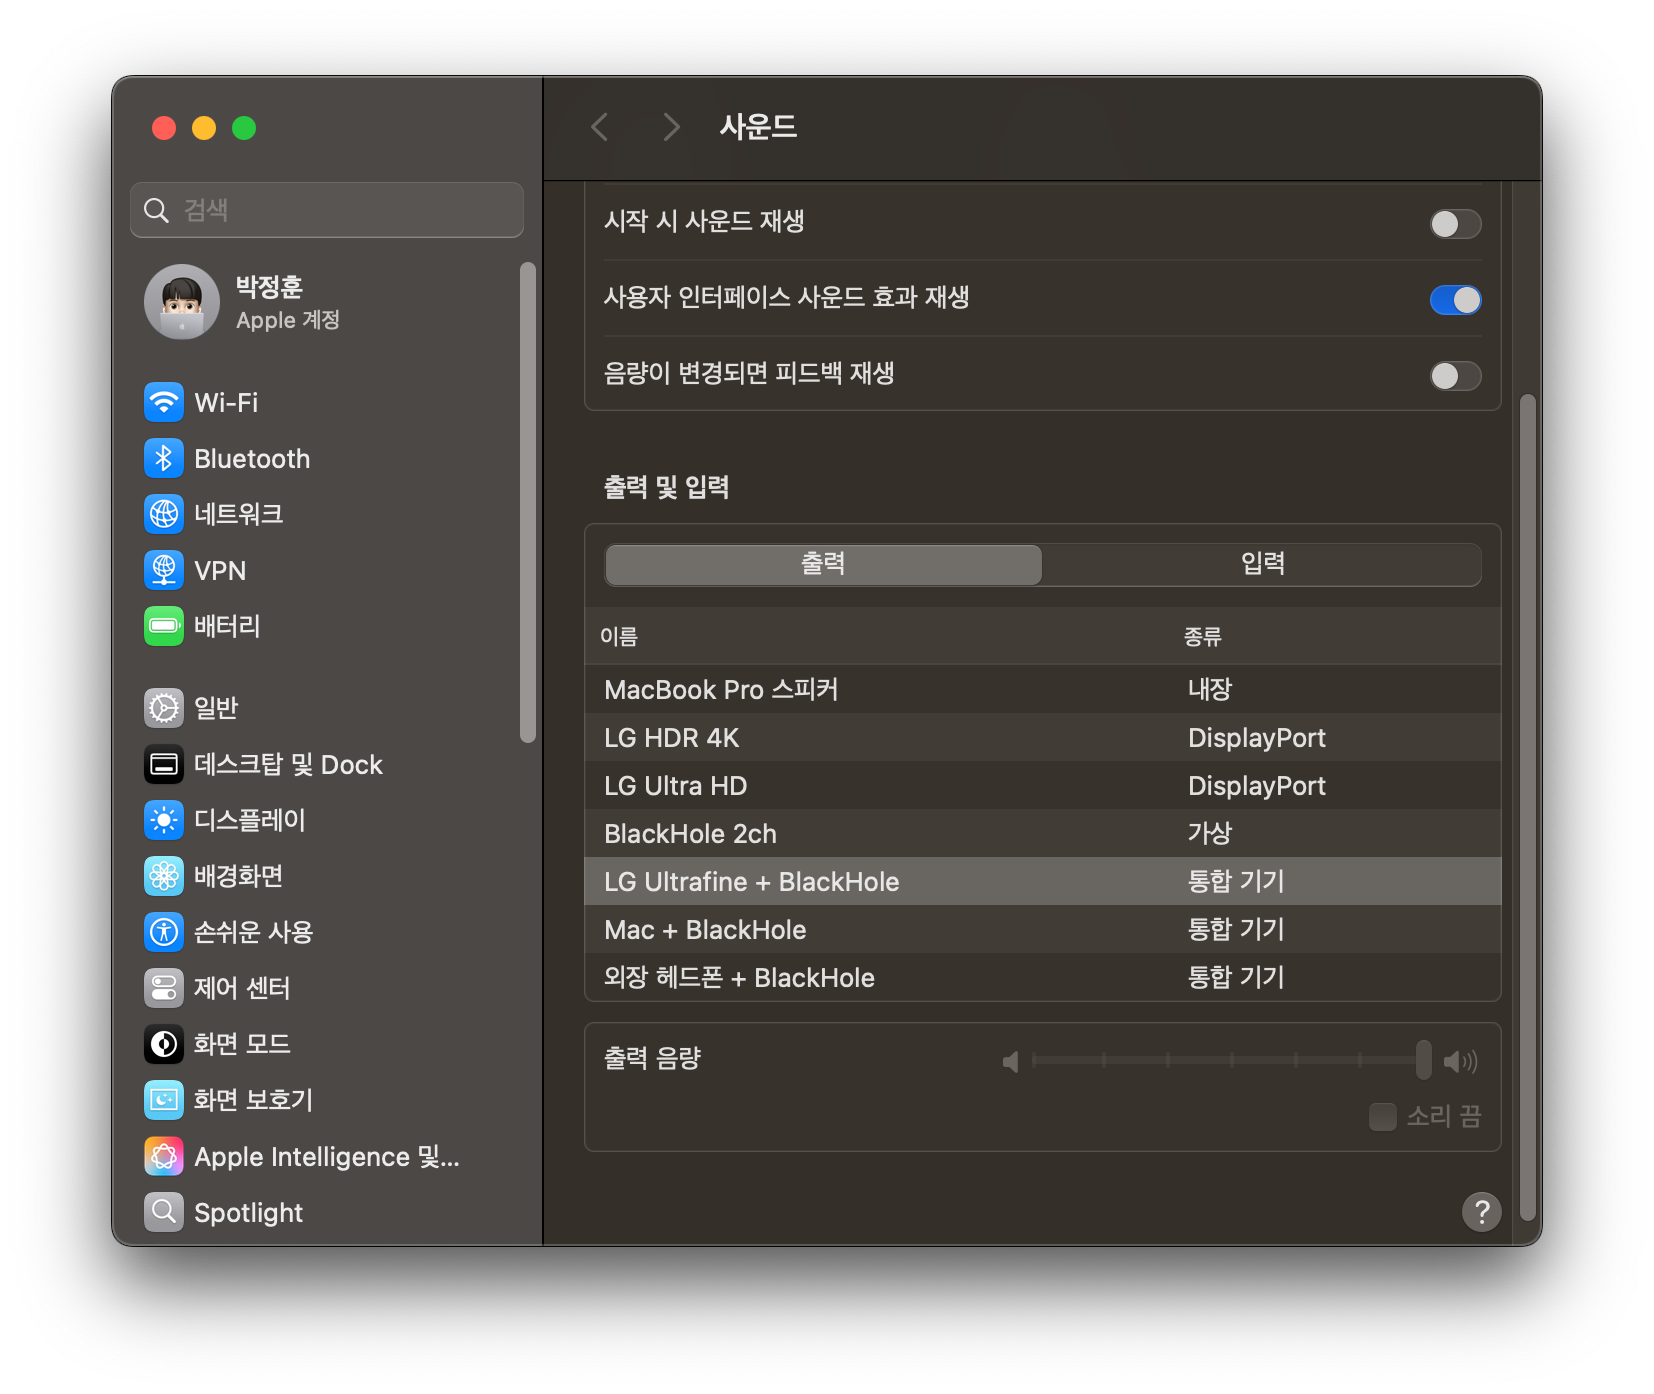 사운드
검색
박정훈
Apple 계정
Wi-Fi
Bluetooth
네트워크
VPN
배터리
일반
데스크탑 및 Dock
디스플레이
배경화면
손쉬운 사용
제어 센터
화면 모드
화면 보호기
Apple Intelligence 및...
Spotlight
시작 시 사운드 재생
사용자 인터페이스 사운드 효과 재생
음량이 변경되면 피드백 재생
출력 및 입력
출력 입력
이름 종류
MacBook Pro 스피커 내장
LG HDR 4K DisplayPort
LG Ultra HD DisplayPort
BlackHole 2ch 가상
LG Ultrafine + BlackHole 통합 기기
Mac + BlackHole 통합 기기
외장 헤드폰 + BlackHole 통합 기기
출력 음량
소리 끔
?